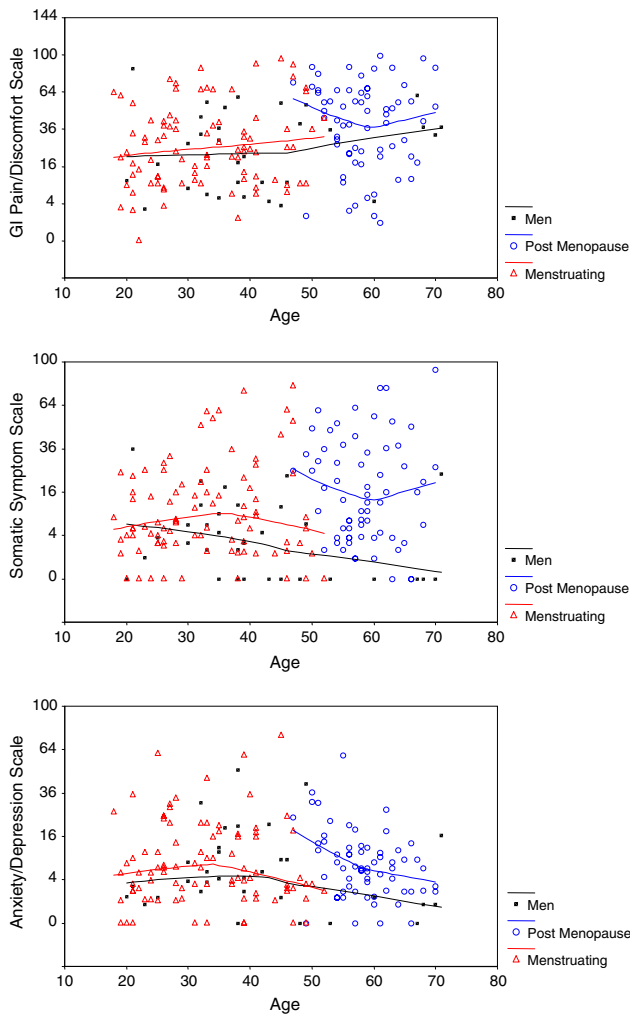 144
100
64
36
16
4
0
GI Pain/Discomfort Scale
10 20 30 40 50 60 70 80
Age
Men
Post Menopause
Menstruating
100
64
36
16
4
0
Somatic Symptom Scale
10 20 30 40 50 60 70 80
Age
Men
Post Menopause
Menstruating
100
64
36
16
4
0
Anxiety/Depression Scale
10 20 30 40 50 60 70 80
Age
Men
Post Menopause
Menstruating